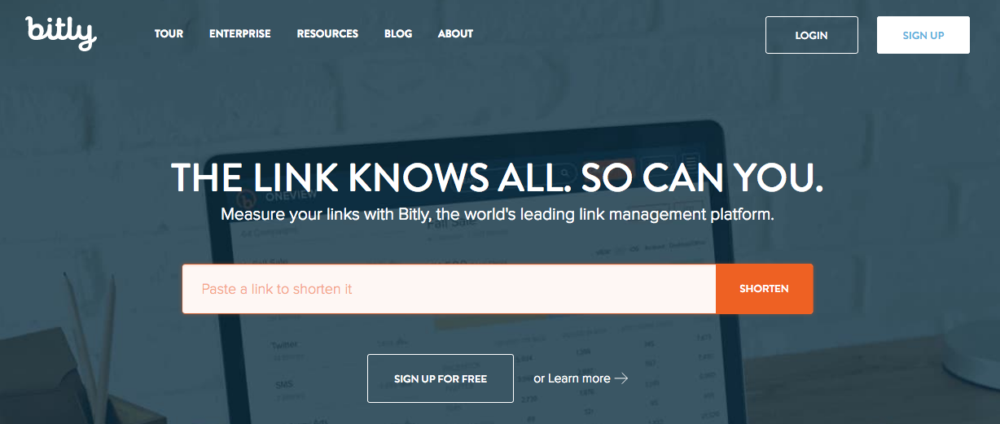 bitly
TOUR ENTERPRISE RESOURCES BLOG ABOUT
LOGIN
SIGN UP
THE LINK KNOWS ALL. SO CAN YOU.
ONEVIEW
Measure your links with Bitly, the world's leading link management platform.
Fall Sale
Paste a link to shorten it
SHORTEN
Twitter
SIGN UP FOR FREE
or Learn more →
SMS